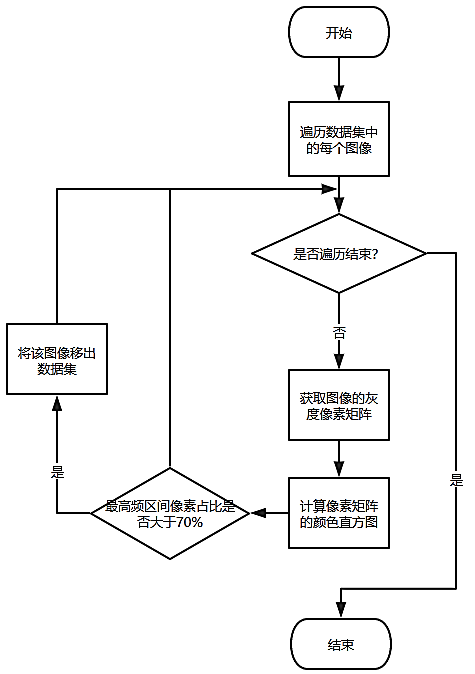 开始
遍历数据集中
的每个图像
是否遍历结束?
否
将该图像移出
数据集
获取图像的灰
度像素矩阵
是
是
最高频区间像素占比是
否大于70%
计算像素矩阵
的颜色直方图
结束